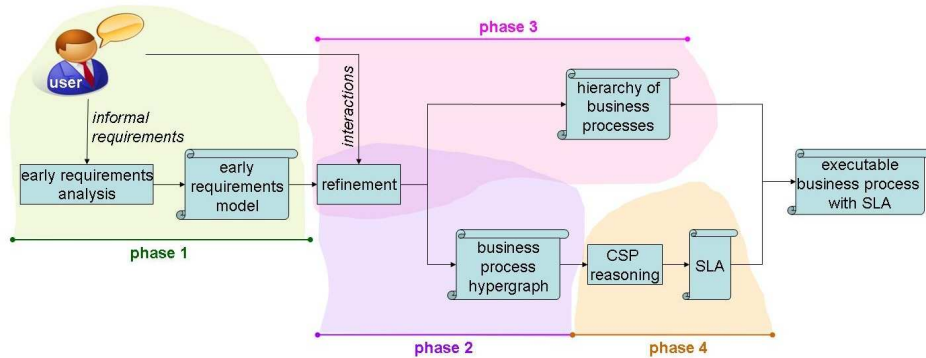 phase 3
user
informal
requirements
interactions
hierarchy of
business
processes
early requirements
analysis
early
requirements
model
refinement
executable
business process
with SLA
phase 1
business
process
hypergraph
CSP
reasoning
SLA
phase 2
phase 4